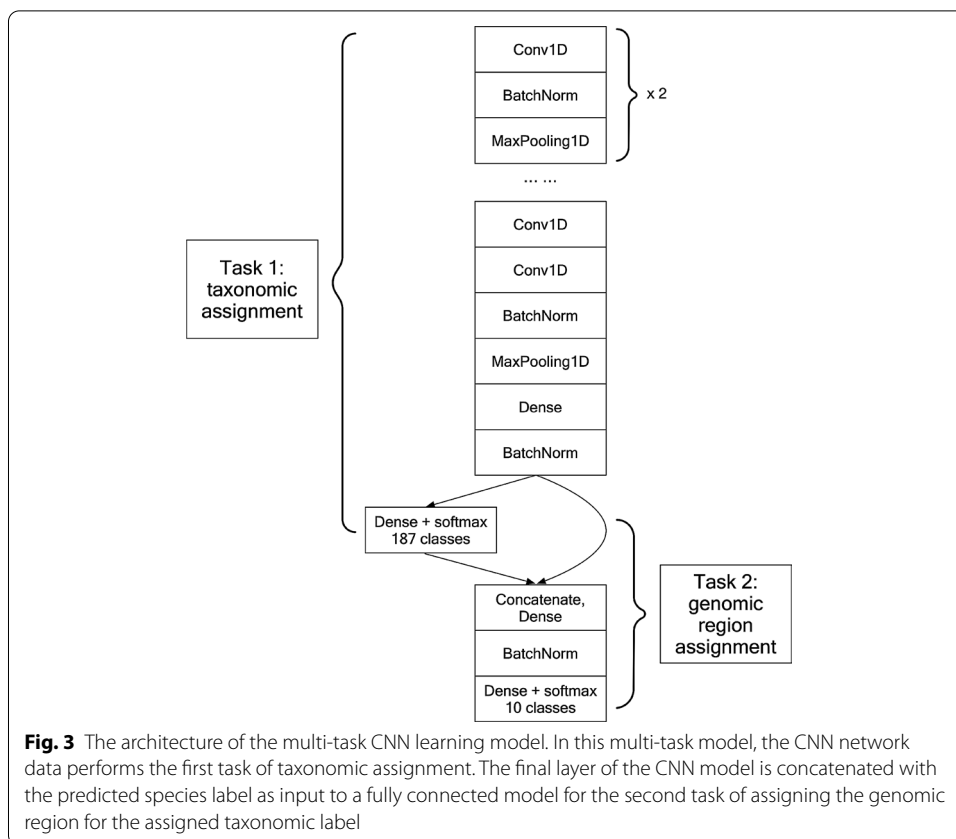 Conv1D
BatchNorm
MaxPooling1D
x 2
... ...
Conv1D
Conv1D
BatchNorm
MaxPooling1D
Dense
BatchNorm
Task 1:
taxonomic
assignment
Dense + softmax
187 classes
Concatenate,
Dense
BatchNorm
Dense + softmax
10 classes
Task 2:
genomic
region
assignment
Fig. 3 The architecture of the multi-task CNN learning model. In this multi-task model, the CNN network
data performs the first task of taxonomic assignment. The final layer of the CNN model is concatenated with
the predicted species label as input to a fully connected model for the second task of assigning the genomic
region for the assigned taxonomic label